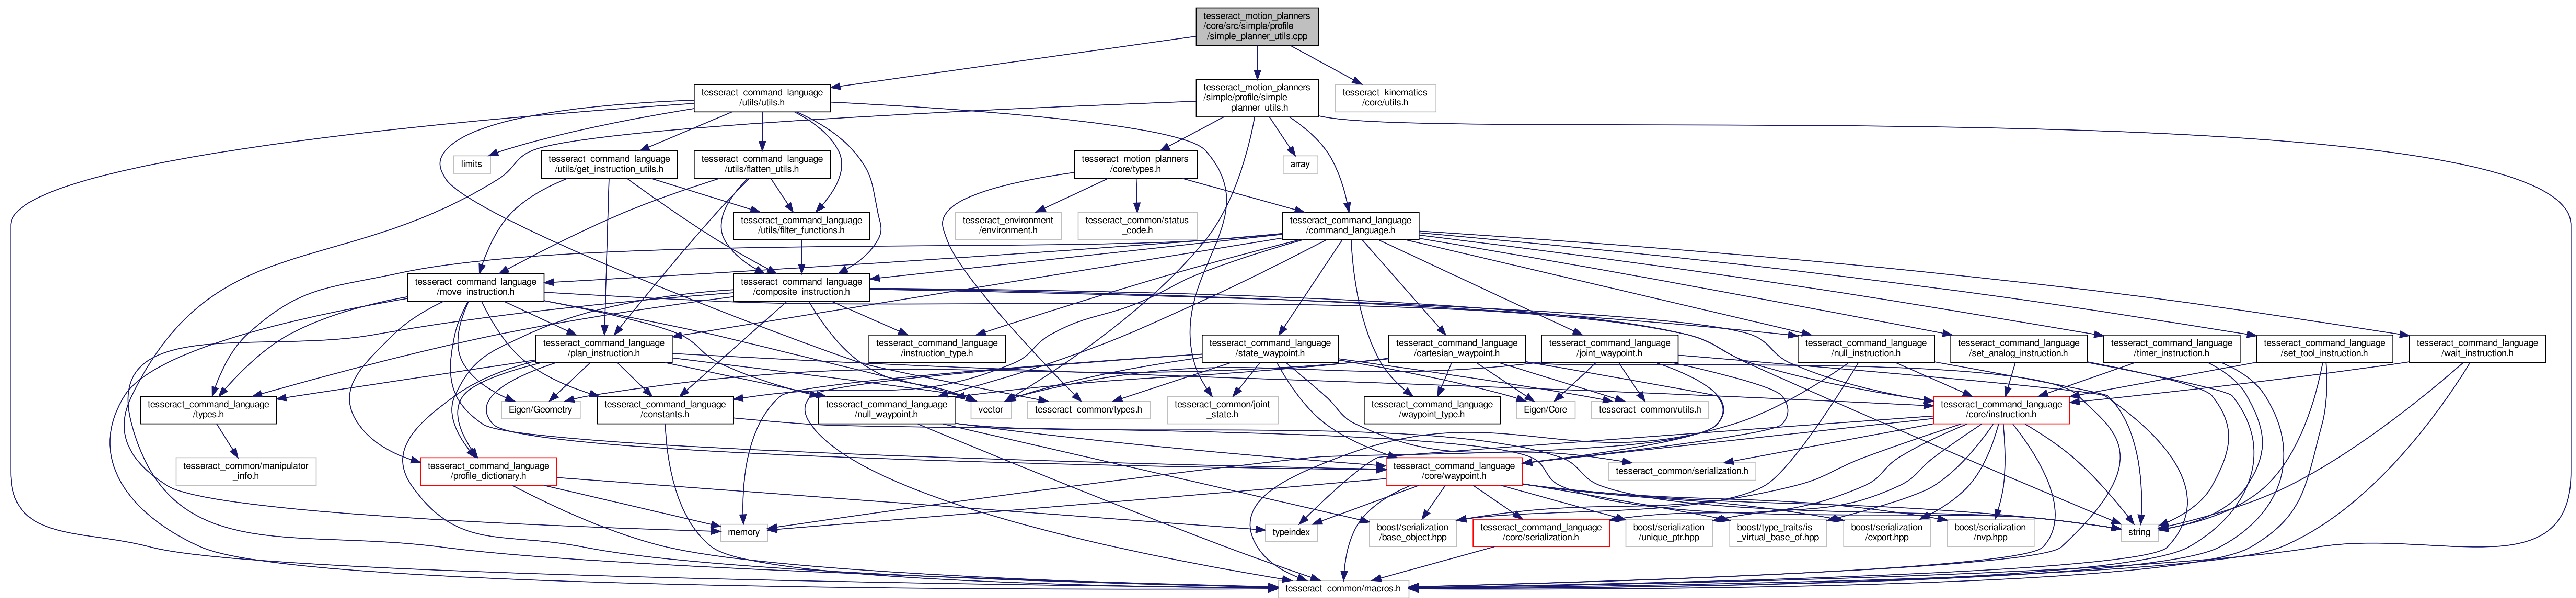 tesseract_motion_planners
/core/src/simple/profile
/simple_planner_utils.cpp
tesseract_command_language
/utils/utils.h
tesseract_motion_planners
/simple/profile/simple
_planner_utils.h
tesseract_kinematics
/core/utils.h
limits
tesseract_command_language
/utils/get_instruction_utils.h
tesseract_command_language
/utils/flatten_utils.h
tesseract_motion_planners
/core/types.h
array
tesseract_command_language
/utils/filter_functions.h
tesseract_environment
/environment.h
tesseract_common/status
_code.h
tesseract_command_language
/command_language.h
tesseract_command_language
/move_instruction.h
tesseract_command_language
/composite_instruction.h
tesseract_command_language
/plan_instruction.h
tesseract_command_language
/instruction_type.h
tesseract_command_language
/state_waypoint.h
tesseract_command_language
/cartesian_waypoint.h
tesseract_command_language
/joint_waypoint.h
tesseract_command_language
/null_instruction.h
tesseract_command_language
/set_analog_instruction.h
tesseract_command_language
/timer_instruction.h
tesseract_command_language
/set_tool_instruction.h
tesseract_command_language
/wait_instruction.h
tesseract_command_language
/types.h
Eigen/Geometry
tesseract_command_language
/constants.h
tesseract_command_language
/null_waypoint.h
vector
tesseract_common/types.h
tesseract_common/joint
_state.h
tesseract_command_language
/waypoint_type.h
Eigen/Core
tesseract_common/utils.h
tesseract_command_language
/core/instruction.h
tesseract_common/manipulator
_info.h
tesseract_command_language
/profile_dictionary.h
tesseract_command_language
/core/waypoint.h
tesseract_common/serialization.h
memory
typeindex
boost/serialization
/base_object.hpp
tesseract_command_language
/core/serialization.h
boost/serialization
/unique_ptr.hpp
boost/type_traits/is
_virtual_base_of.hpp
boost/serialization
/export.hpp
boost/serialization
/nvp.hpp
string
tesseract_common/macros.h